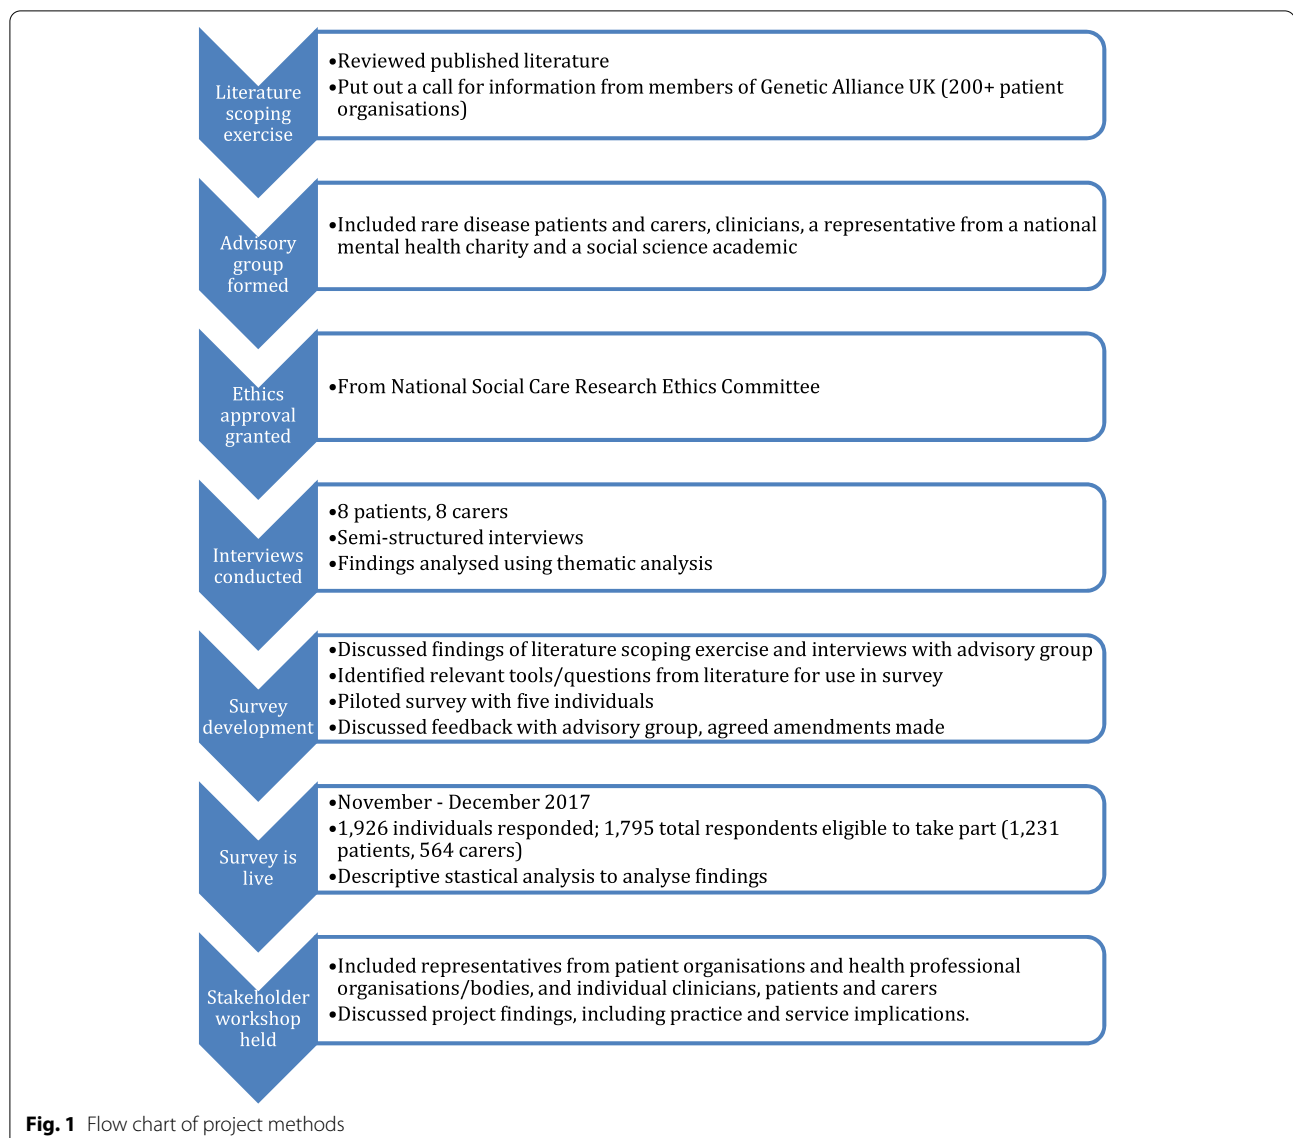 Literature
scoping
exercise
•Reviewed published literature
•Put out a call for information from members of Genetic Alliance UK (200+ patient
organisations)
Advisory
group
formed
•Included rare disease patients and carers, clinicians, a representative from a national
mental health charity and a social science academic
Ethics
approval
granted
•From National Social Care Research Ethics Committee
Interviews
conducted
•8 patients, 8 carers
•Semi-structured interviews
•Findings analysed using thematic analysis
Survey
development
•Discussed findings of literature scoping exercise and interviews with advisory group
•Identified relevant tools/questions from literature for use in survey
•Piloted survey with five individuals
•Discussed feedback with advisory group, agreed amendments made
Survey is
live
•November - December 2017
•1,926 individuals responded; 1,795 total respondents eligible to take part (1,231
patients, 564 carers)
•Descriptive stastical analysis to analyse findings
Stakeholder
workshop
held
•Included representatives from patient organisations and health professional
organisations/bodies, and individual clinicians, patients and carers
•Discussed project findings, including practice and service implications.
Fig. 1 Flow chart of project methods